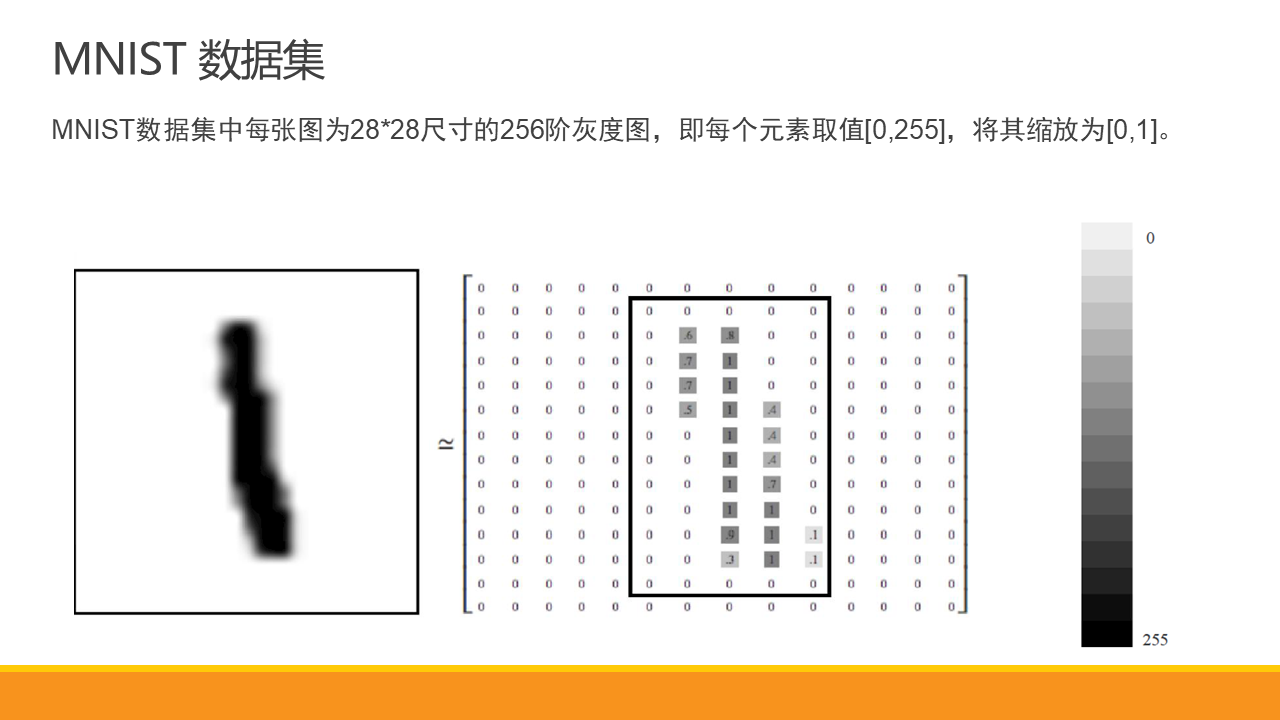 MNIST 数据集
MNIST数据集中每张图为28*28尺寸的256阶灰度图，即每个元素取值[0,255]，将其缩放为[0,1]。
≃
0 0 0 0 0 0 0 0 0 0 0 0 0 0
0 0 0 0 0 0 0 0 0 0 0 0 0 0
0 0 0 0 0 0 .6 .8 0 0 0 0 0 0
0 0 0 0 0 0 .7 1 0 0 0 0 0 0
0 0 0 0 0 0 .7 1 0 0 0 0 0 0
0 0 0 0 0 0 .5 1 .4 0 0 0 0 0
0 0 0 0 0 0 0 1 .4 0 0 0 0 0
0 0 0 0 0 0 0 1 .4 0 0 0 0 0
0 0 0 0 0 0 0 1 .7 0 0 0 0 0
0 0 0 0 0 0 0 1 1 0 0 0 0 0
0 0 0 0 0 0 0 .9 1 .1 0 0 0 0
0 0 0 0 0 0 0 .3 1 .1 0 0 0 0
0 0 0 0 0 0 0 0 0 0 0 0 0 0
0 0 0 0 0 0 0 0 0 0 0 0 0 0
0
255